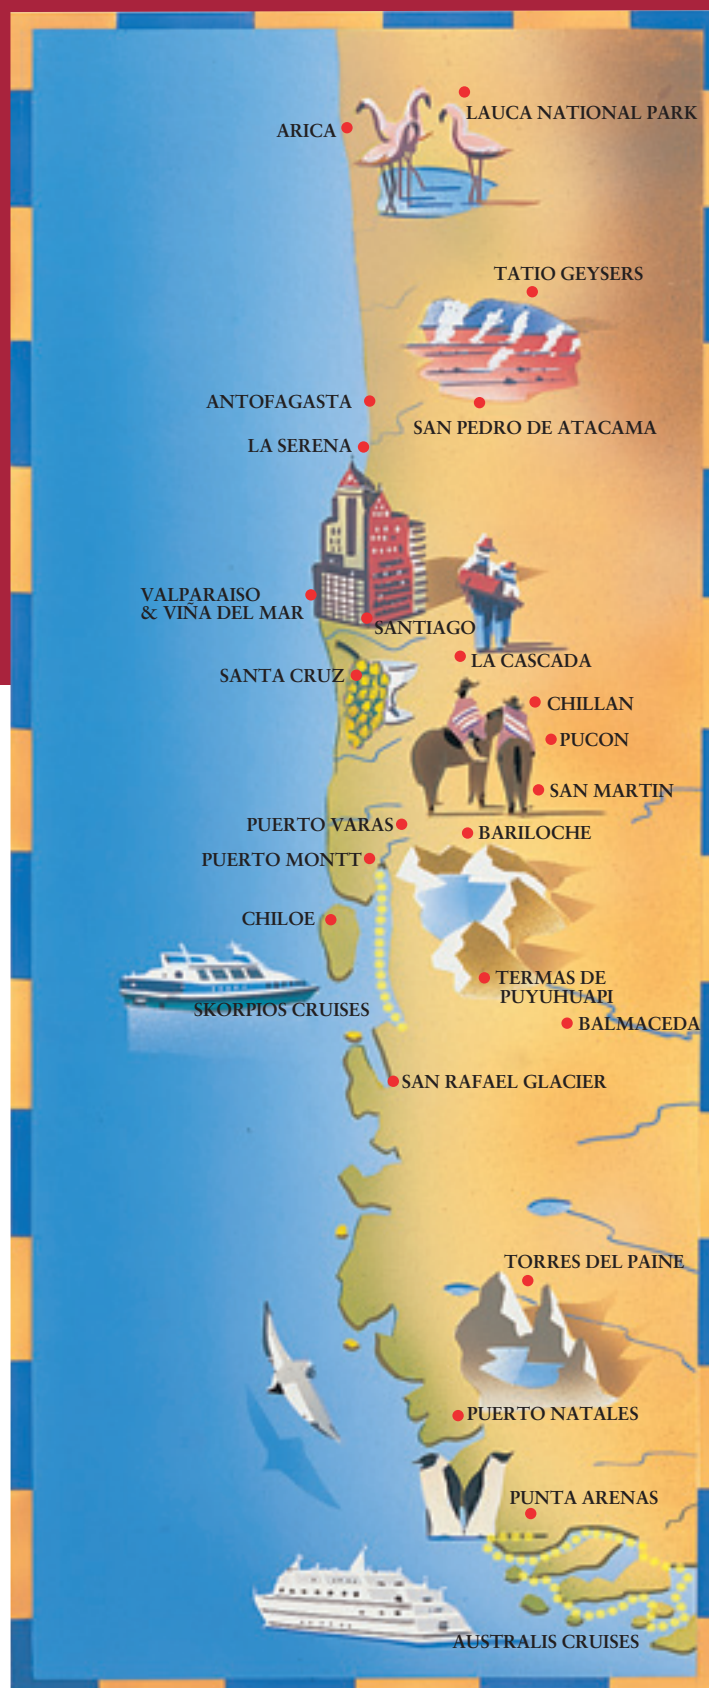 LAUCA NATIONAL PARK
ARICA
TATIO GEYSERS
ANTOFAGASTA
SAN PEDRO DE ATACAMA
LA SERENA
VALPARAISO
& VIÑA DEL MAR
SANTIAGO
LA CASCADA
SANTA CRUZ
CHILLAN
PUCON
SAN MARTIN
PUERTO VARAS
BARILOCHE
PUERTO MONTT
CHILOE
TERMAS DE
PUYUHUAPI
SKORPIOS CRUISES
BALMACEDA
SAN RAFAEL GLACIER
TORRES DEL PAINE
PUERTO NATALES
PUNTA ARENAS
AUSTRALIS CRUISES